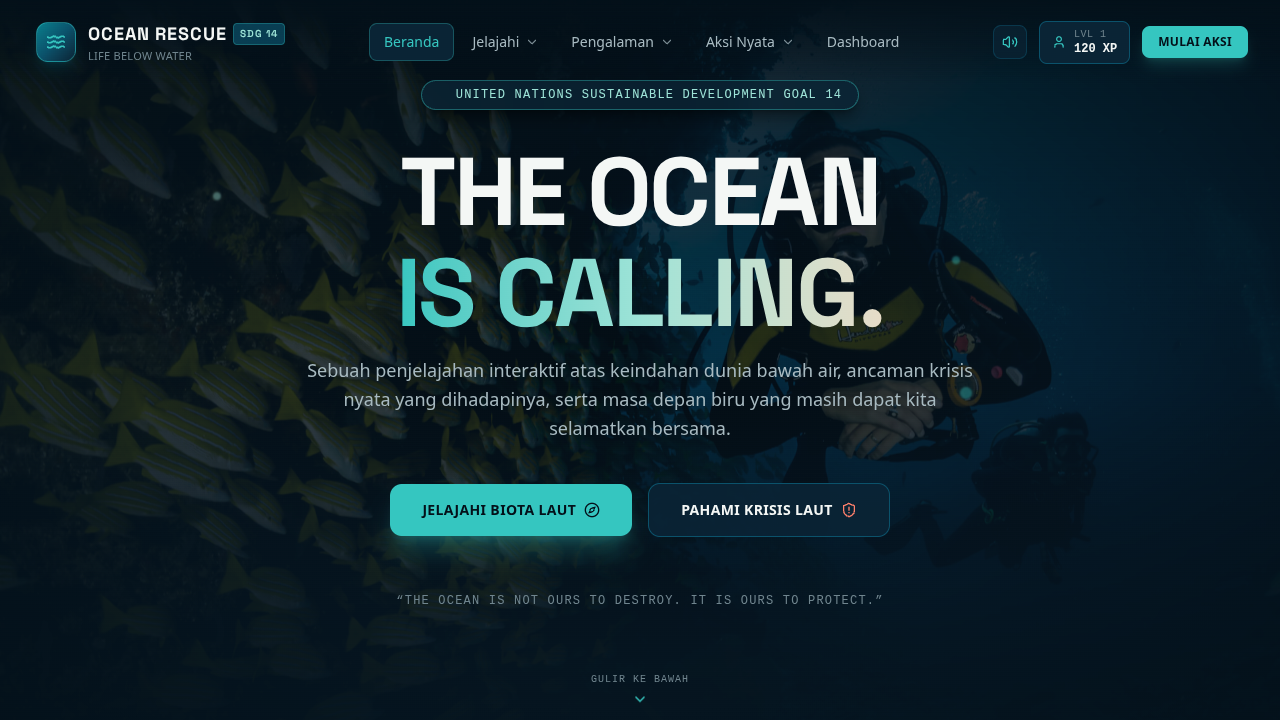 OCEAN RESCUE SDG 14
LIFE BELOW WATER
Beranda Jelajahi Pengalaman Aksi Nyata Dashboard
LVL 1
120 XP
MULAI AKSI
UNITED NATIONS SUSTAINABLE DEVELOPMENT GOAL 14
THE OCEAN
IS CALLING.
Sebuah penjelajahan interaktif atas keindahan dunia bawah air, ancaman krisis
nyata yang dihadapinya, serta masa depan biru yang masih dapat kita
selamatkan bersama.
JELAJAHI BIOTA LAUT
PAHAMI KRISIS LAUT
“THE OCEAN IS NOT OURS TO DESTROY. IT IS OURS TO PROTECT.”
GULIR KE BAWAH